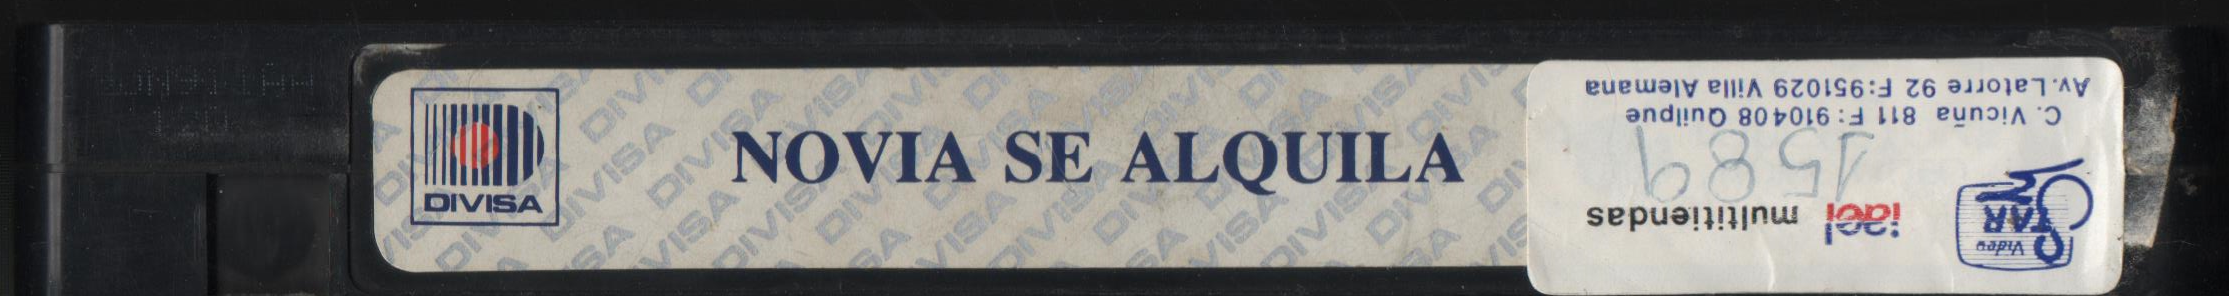 DIVISA
NOVIA SE ALQUILA
Video
STAR
iael multitiendas
1589
C. Vicuña 811 F: 910408 Quilpue
Av. Latorre 92 F:951029 Villa Alemana